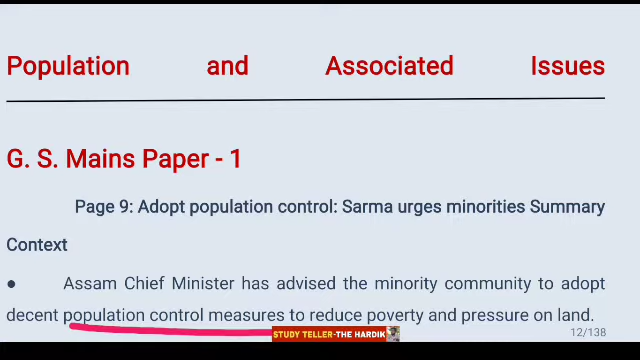 Population and Associated Issues
G. S. Mains Paper - 1
Page 9: Adopt population control: Sarma urges minorities Summary
Context
● Assam Chief Minister has advised the minority community to adopt
decent population control measures to reduce poverty and pressure on land.
STUDY TELLER-THE HARDIK
12/138